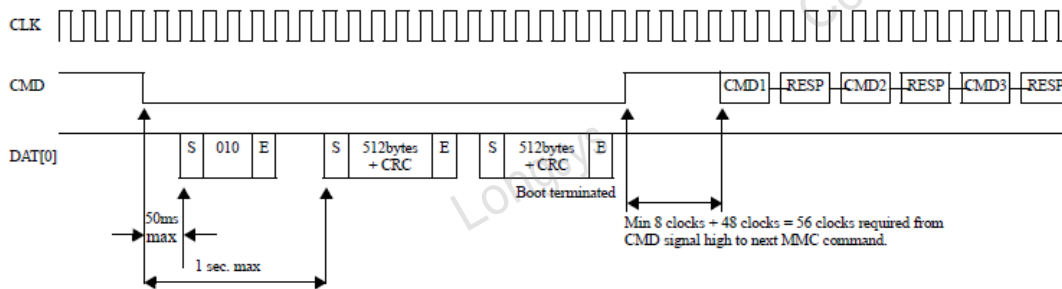 CLK
CMD
CMD1 RESP CMD2 RESP CMD3 RESP
DAT[0]
S 010 E S 512bytes + CRC E S 512bytes + CRC E
Boot terminated
50ms
max
1 sec. max
Min 8 clocks + 48 clocks = 56 clocks required from
CMD signal high to next MMC command.
Longsys